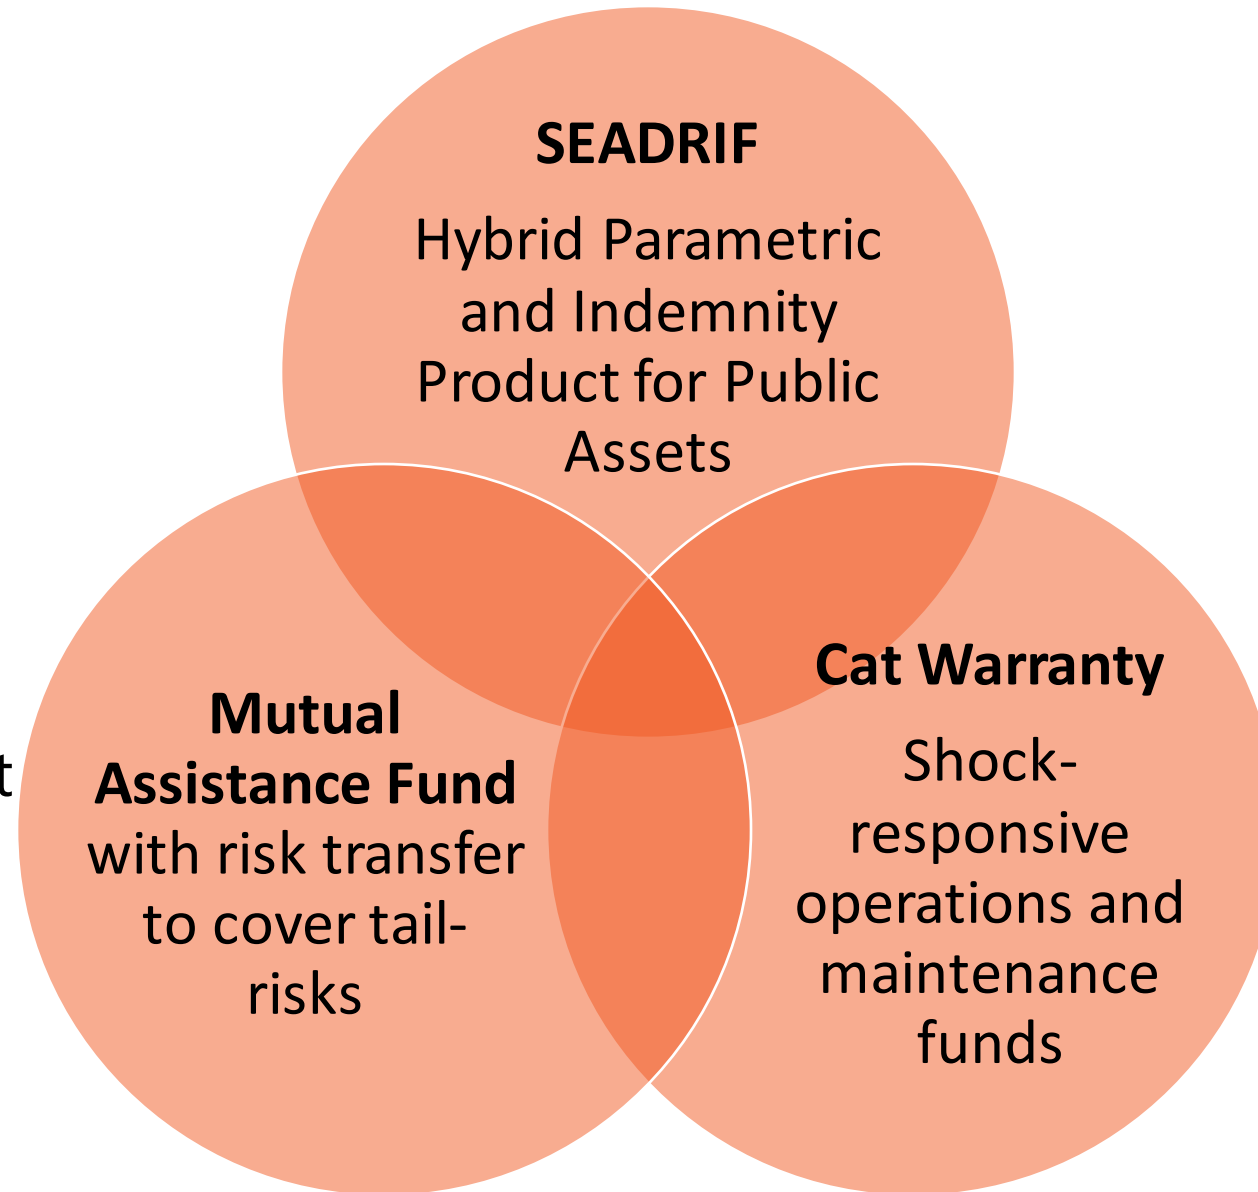 SEADRIF
Hybrid Parametric
and Indemnity
Product for Public
Assets
Mutual
Assistance Fund
with risk transfer
to cover tail-
risks
Cat Warranty
Shock-
responsive
operations and
maintenance
funds